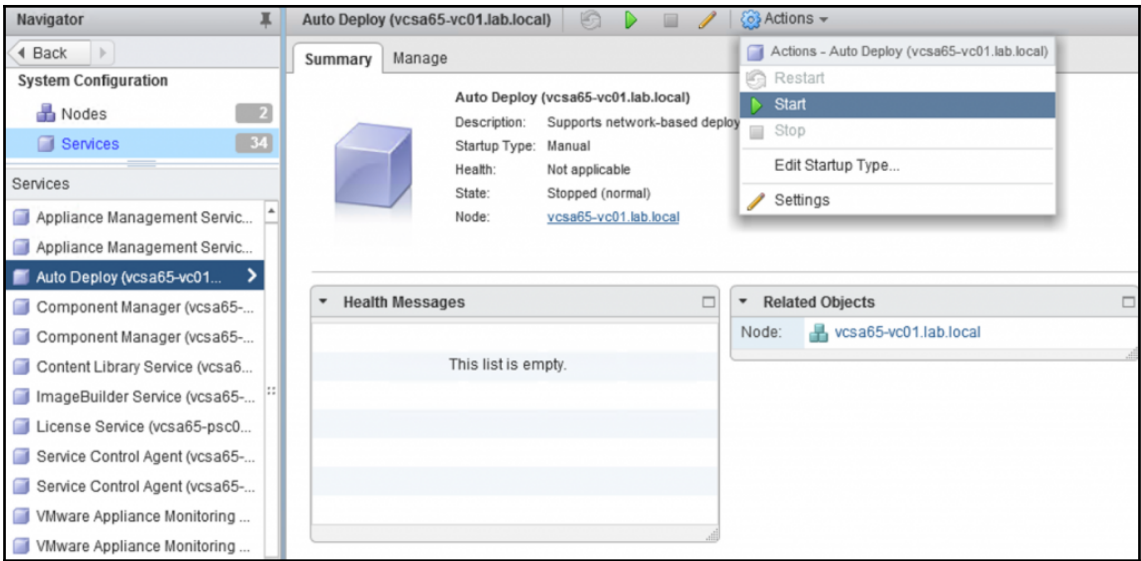 Navigator
Back
System Configuration
Nodes 2
Services 34
Services
Appliance Management Servic...
Appliance Management Servic...
Auto Deploy (vcsa65-vc01...
Component Manager (vcsa65-...
Component Manager (vcsa65-...
Content Library Service (vcsa6...
ImageBuilder Service (vcsa65-...
License Service (vcsa65-psc0...
Service Control Agent (vcsa65-...
Service Control Agent (vcsa65-...
VMware Appliance Monitoring ...
VMware Appliance Monitoring ...
Auto Deploy (vcsa65-vc01.lab.local) Actions
Summary Manage
Auto Deploy (vcsa65-vc01.lab.local)
Description: Supports network-based deploy
Startup Type: Manual
Health: Not applicable
State: Stopped (normal)
Node: vcsa65-vc01.lab.local
Actions - Auto Deploy (vcsa65-vc01.lab.local)
Restart
Start
Stop
Edit Startup Type...
Settings
Health Messages
This list is empty.
Related Objects
Node: vcsa65-vc01.lab.local